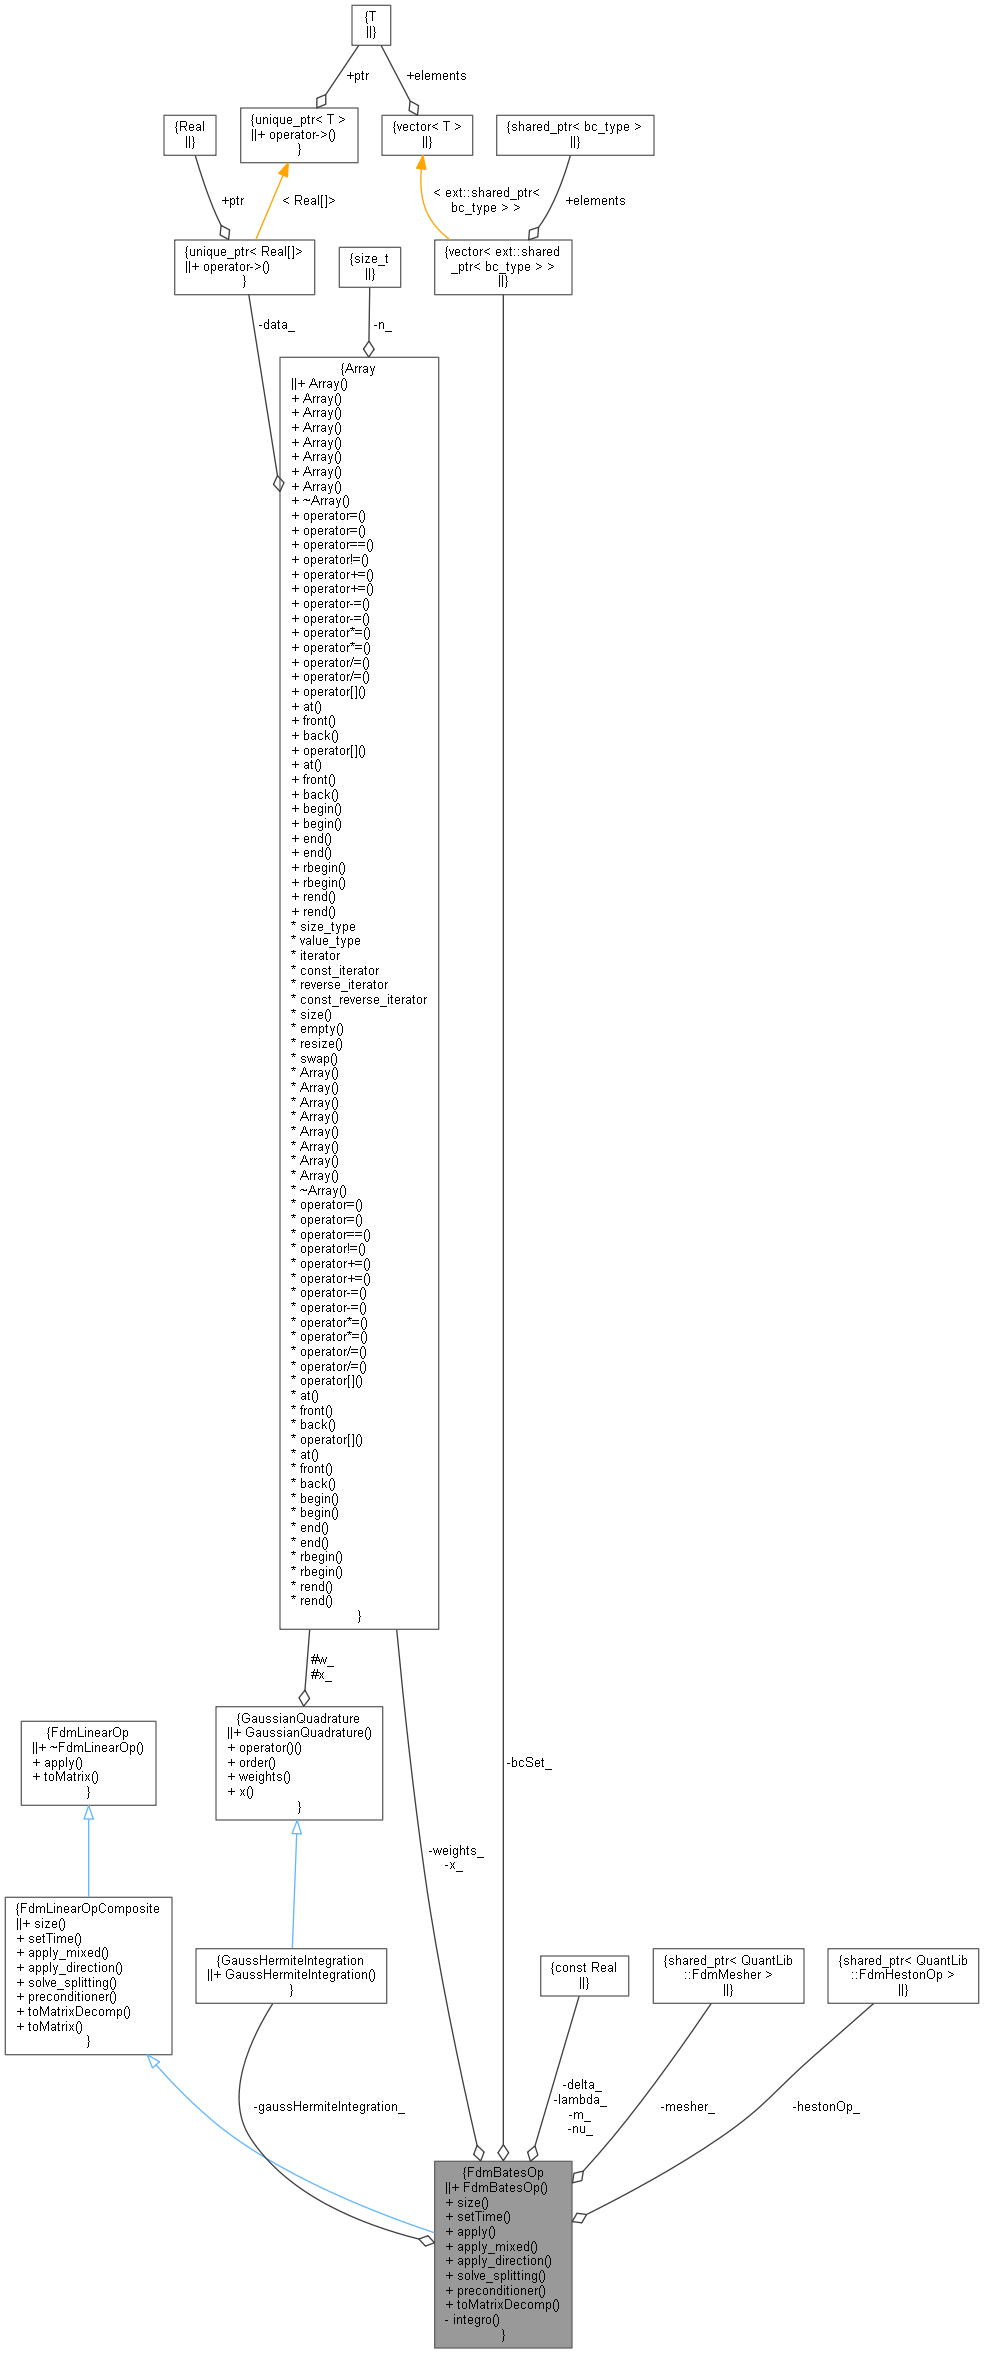 {T
||}
+ptr
+elements
{Real
||}
{unique_ptr< T >
||+ operator->()
}
{vector< T >
||}
{shared_ptr< bc_type >
||}
+ptr
< Real[]>
< ext::shared_ptr<
bc_type > >
+elements
{unique_ptr< Real[]>
||+ operator->()
}
{size_t
||}
{vector< ext::shared
_ptr< bc_type > >
||}
-data_
-n_
{Array
||+ Array()
+ Array()
+ Array()
+ Array()
+ Array()
+ Array()
+ Array()
+ Array()
+ ~Array()
+ operator=()
+ operator=()
+ operator==()
+ operator!=()
+ operator+=()
+ operator+=()
+ operator-=()
+ operator-=()
+ operator*=()
+ operator*=()
+ operator/=()
+ operator/=()
+ operator[]()
+ at()
+ front()
+ back()
+ operator[]()
+ at()
+ front()
+ back()
+ begin()
+ begin()
+ end()
+ end()
+ rbegin()
+ rbegin()
+ rend()
+ rend()
* size_type
* value_type
* iterator
* const_iterator
* reverse_iterator
* const_reverse_iterator
* size()
* empty()
* resize()
* swap()
* Array()
* Array()
* Array()
* Array()
* Array()
* Array()
* Array()
* Array()
* ~Array()
* operator=()
* operator=()
* operator==()
* operator!=()
* operator+=()
* operator+=()
* operator-=()
* operator-=()
* operator*=()
* operator*=()
* operator/=()
* operator/=()
* operator[]()
* at()
* front()
* back()
* operator[]()
* at()
* front()
* back()
* begin()
* begin()
* end()
* end()
* rbegin()
* rbegin()
* rend()
* rend()
}
#w_
#x_
{FdmLinearOp
||+ ~FdmLinearOp()
+ apply()
+ toMatrix()
}
{GaussianQuadrature
||+ GaussianQuadrature()
+ operator()()
+ order()
+ weights()
+ x()
}
-bcSet_
-weights_
-x_
{FdmLinearOpComposite
||+ size()
+ setTime()
+ apply_mixed()
+ apply_direction()
+ solve_splitting()
+ preconditioner()
+ toMatrixDecomp()
+ toMatrix()
}
{GaussHermiteIntegration
||+ GaussHermiteIntegration()
}
{const Real
||}
{shared_ptr< QuantLib
::FdmMesher >
||}
{shared_ptr< QuantLib
::FdmHestonOp >
||}
-gaussHermiteIntegration_
-delta_
-lambda_
-m_
-nu_
-mesher_
-hestonOp_
{FdmBatesOp
||+ FdmBatesOp()
+ size()
+ setTime()
+ apply()
+ apply_mixed()
+ apply_direction()
+ solve_splitting()
+ preconditioner()
+ toMatrixDecomp()
- integro()
}